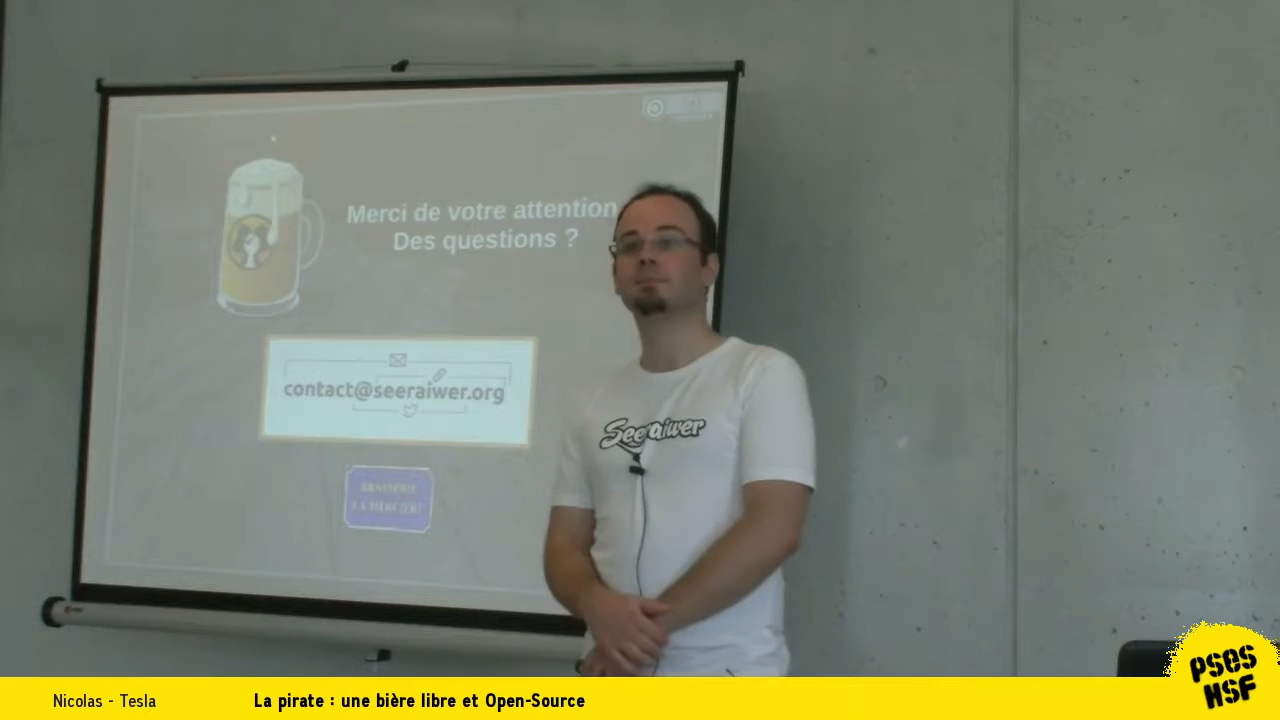 Merci de votre attention
Des questions ?
contact@seeraiwer.org
Seeraiwer
Nicolas - Tesla
La pirate : une bière libre et Open-Source
PSES
HSF